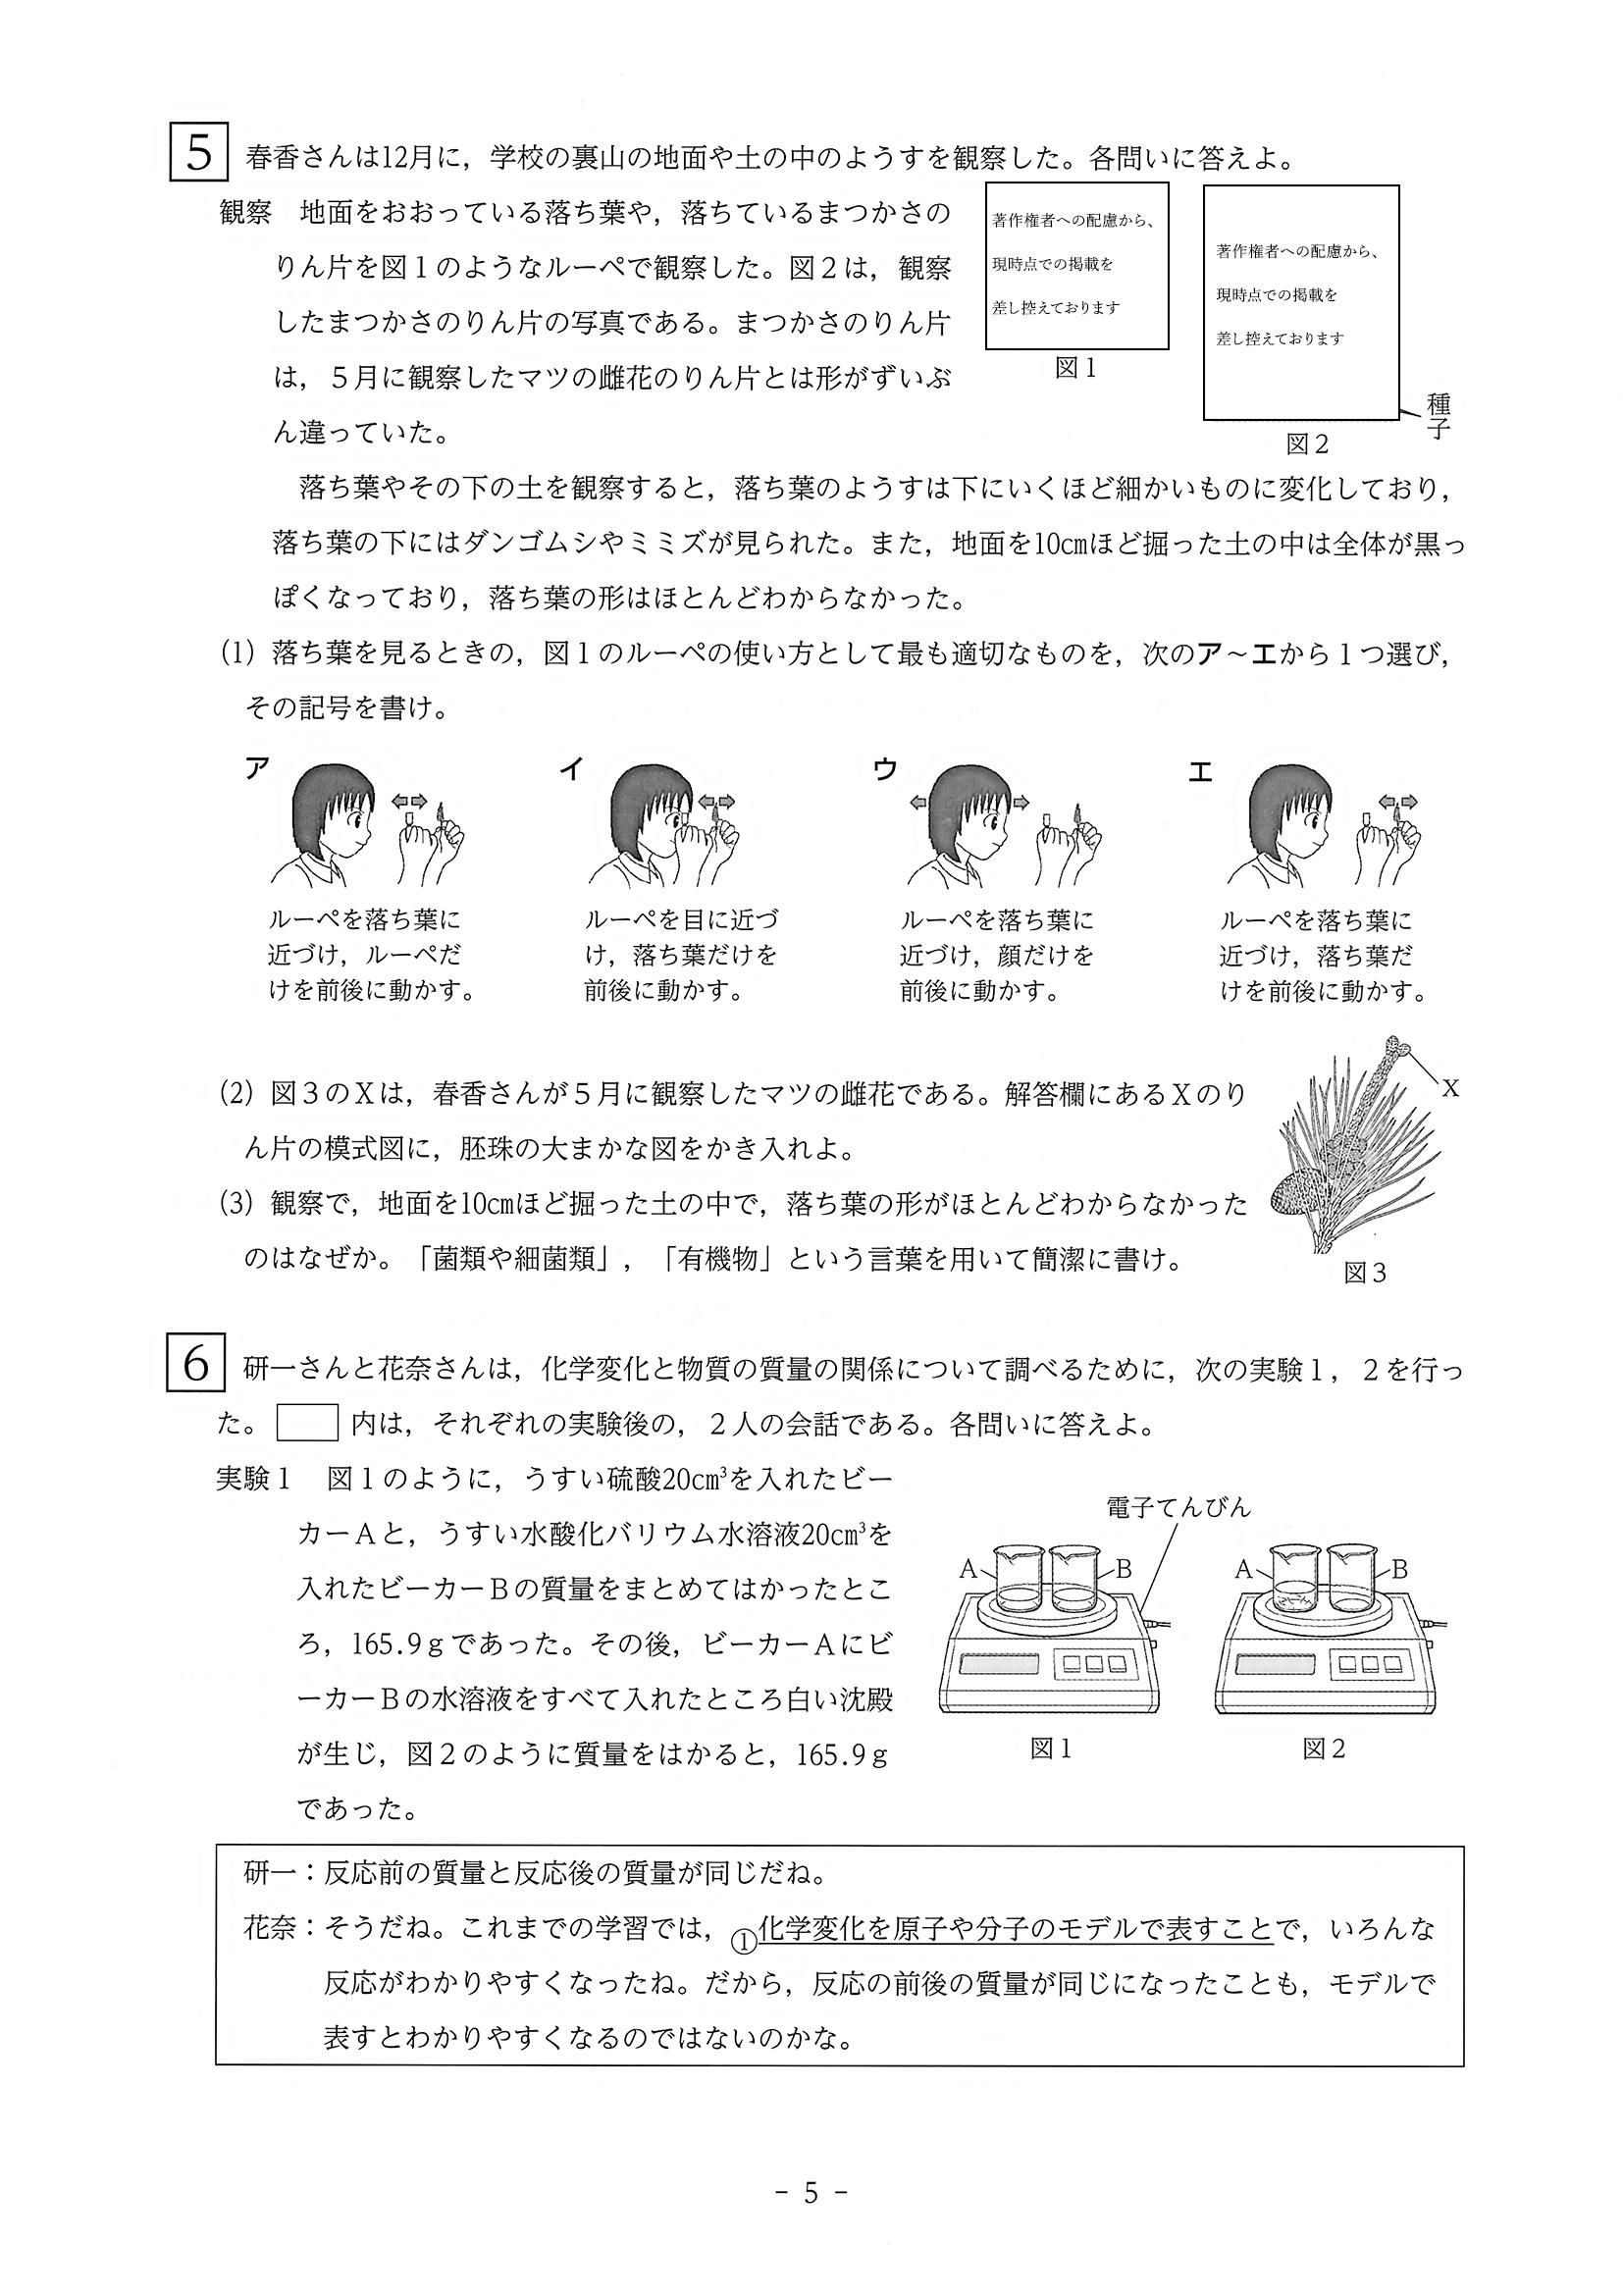 5 春香さんは12月に，学校の裏山の地面や土の中のようすを観察した。各問いに答えよ。
観察　地面をおおっている落ち葉や，落ちているまつかさの
りん片を図１のようなルーペで観察した。図２は，観察
したまつかさのりん片の写真である。まつかさのりん片
は，５月に観察したマツの雌花のりん片とは形がずいぶ
ん違っていた。
著作権者への配慮から、
現時点での掲載を
差し控えております
図１
著作権者への配慮から、
現時点での掲載を
差し控えております
種子
図２
落ち葉やその下の土を観察すると，落ち葉のようすは下にいくほど細かいものに変化しており，
落ち葉の下にはダンゴムシやミミズが見られた。また，地面を10㎝ほど掘った土の中は全体が黒っ
ぽくなっており，落ち葉の形はほとんどわからなかった。
(1) 落ち葉を見るときの，図１のルーペの使い方として最も適切なものを，次のア～エから１つ選び，
その記号を書け。
ア
イ
ウ
エ
ルーペを落ち葉に
近づけ，ルーペだ
けを前後に動かす。
ルーペを目に近づ
け，落ち葉だけを
前後に動かす。
ルーペを落ち葉に
近づけ，顔だけを
前後に動かす。
ルーペを落ち葉に
近づけ，落ち葉だ
けを前後に動かす。
(2) 図３のＸは，春香さんが５月に観察したマツの雌花である。解答欄にあるＸのり
ん片の模式図に，胚珠の大まかな図をかき入れよ。
(3) 観察で，地面を10㎝ほど掘った土の中で，落ち葉の形がほとんどわからなかった
のはなぜか。「菌類や細菌類」，「有機物」という言葉を用いて簡潔に書け。
X
図３
6 研一さんと花奈さんは，化学変化と物質の質量の関係について調べるために，次の実験１，２を行っ
た。　　内は，それぞれの実験後の，２人の会話である。各問いに答えよ。
実験１　図１のように，うすい硫酸20㎝³を入れたビー
カーＡと，うすい水酸化バリウム水溶液20㎝³を
入れたビーカーＢの質量をまとめてはかったとこ
ろ，165.9ｇであった。その後，ビーカーＡにビ
ーカーＢの水溶液をすべて入れたところ白い沈殿
が生じ，図２のように質量をはかると，165.9ｇ
であった。
電子てんびん
A
B
A
B
図１
図２
研一：反応前の質量と反応後の質量が同じだね。
花奈：そうだね。これまでの学習では，①化学変化を原子や分子のモデルで表すことで，いろんな
反応がわかりやすくなったね。だから，反応の前後の質量が同じになったことも，モデルで
表すとわかりやすくなるのではないのかな。
- 5 -